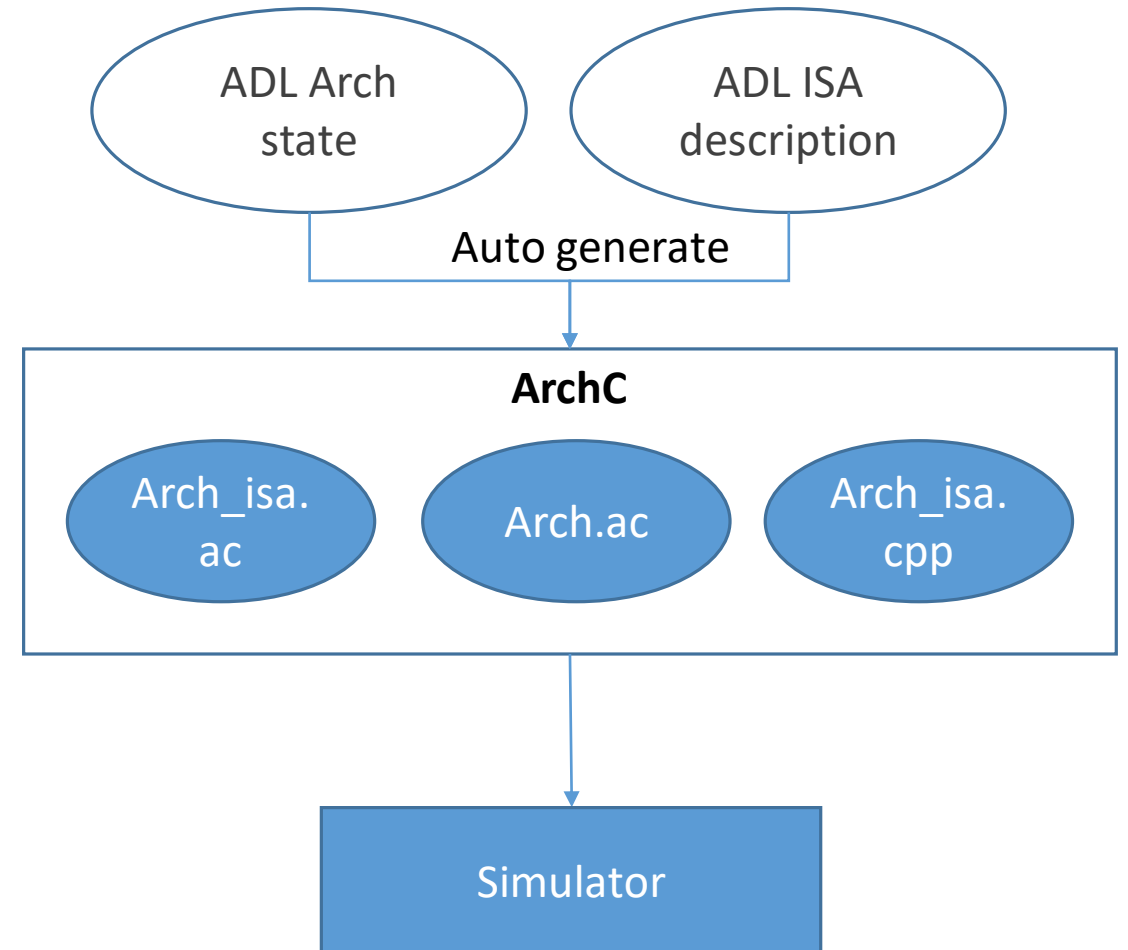 ADL Arch
state
ADL ISA
description
Auto generate
ArchC
Arch_isa.
ac
Arch.ac
Arch_isa.
cpp
Simulator